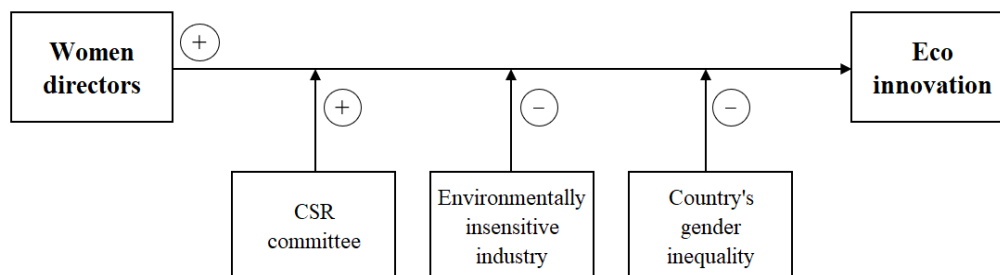 Women
directors
+
Eco
innovation
+
−
−
CSR
committee
Environmentally
insensitive
industry
Country's
gender
inequality